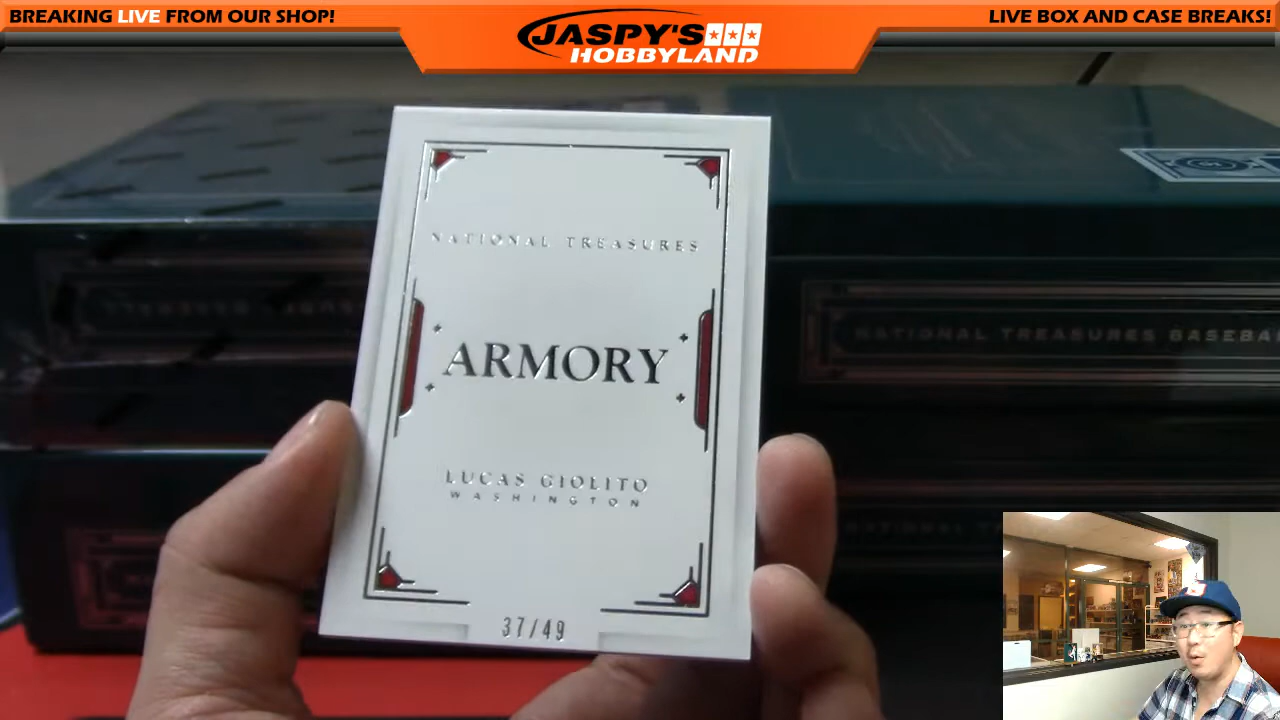 BREAKING LIVE FROM OUR SHOP!
JASPY'S
HOBBYLAND
LIVE BOX AND CASE BREAKS!
NATIONAL TREASURES
ARMORY
LUCAS GIOLITO
WASHINGTON
37/49
NATIONAL TREASURES BASEBA